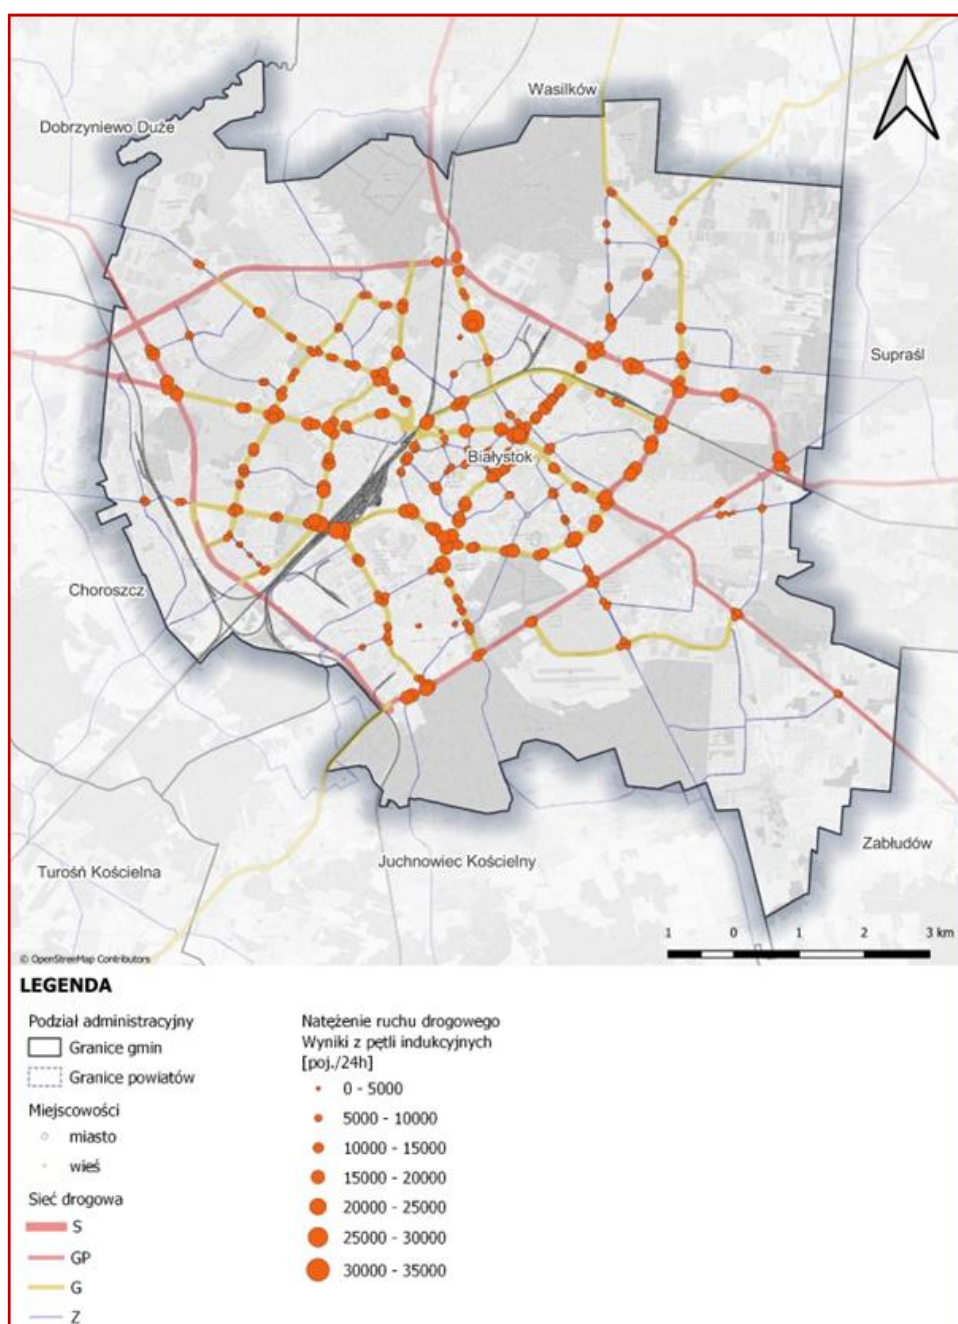 Wasilków
Dobrzyniewo Duże
Supraśl
Białystok
Choroszcz
Zabłudów
Juchnowiec Kościelny
Turośń Kościelna
1 0 1 2 3 km
© OpenStreetMap Contributors
LEGENDA
Podział administracyjny
Granice gmin
Granice powiatów
Miejscowości
miasto
wieś
Sieć drogowa
S
GP
G
Z
Natężenie ruchu drogowego
Wyniki z pętli indukcyjnych
[poj./24h]
0 - 5000
5000 - 10000
10000 - 15000
15000 - 20000
20000 - 25000
25000 - 30000
30000 - 35000